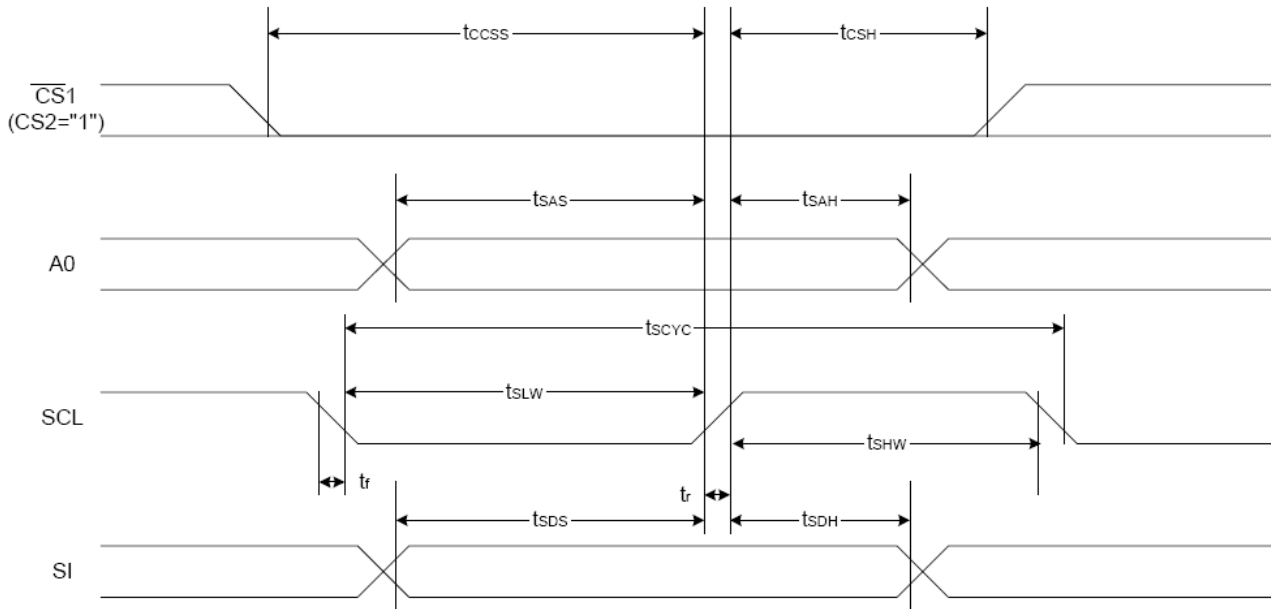 tCCSS
tCSH
CS1
(CS2="1")
tSAS
tSAH
A0
tSCYC
tSLW
SCL
tSHW
tf
tr
tSDS
tSDH
SI